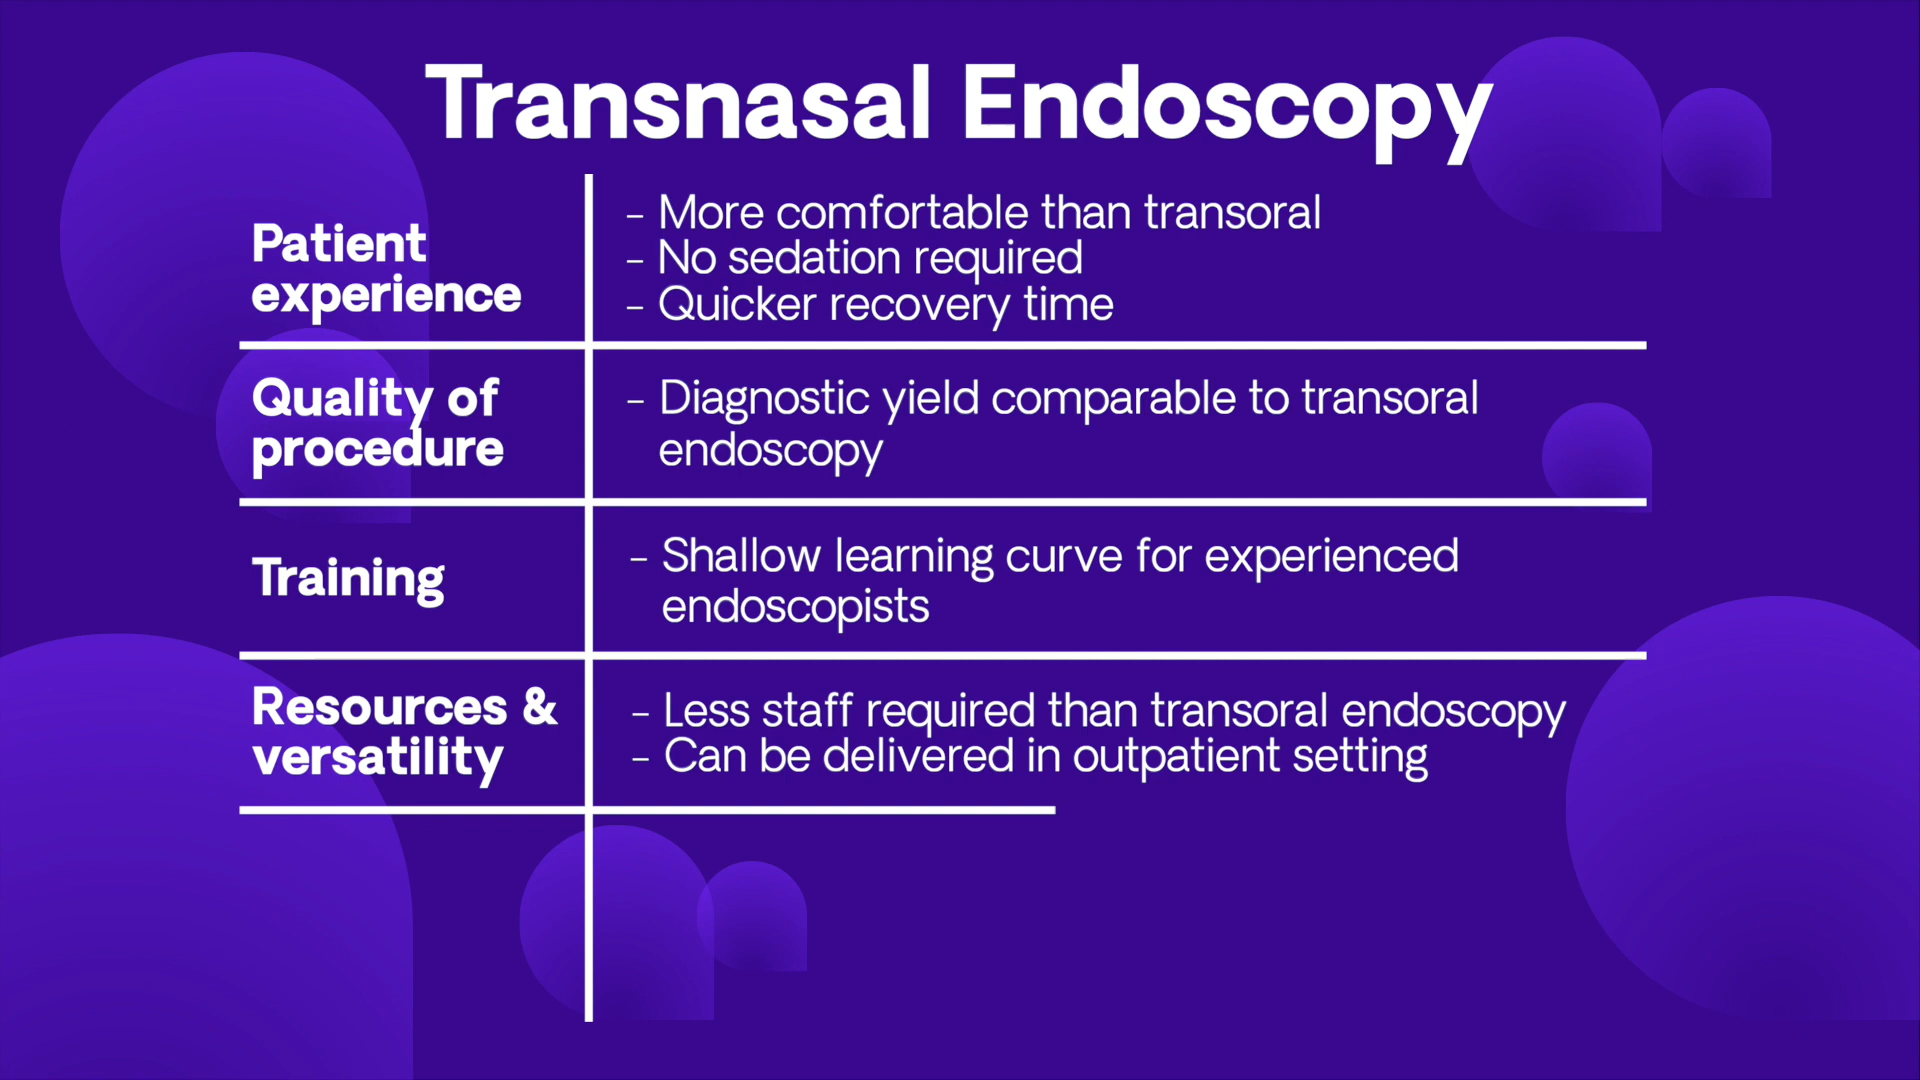 Transnasal Endoscopy
Patient
experience
- More comfortable than transoral
- No sedation required
- Quicker recovery time
Quality of
procedure
- Diagnostic yield comparable to transoral
endoscopy
Training
- Shallow learning curve for experienced
endoscopists
Resources &
versatility
- Less staff required than transoral endoscopy
- Can be delivered in outpatient setting